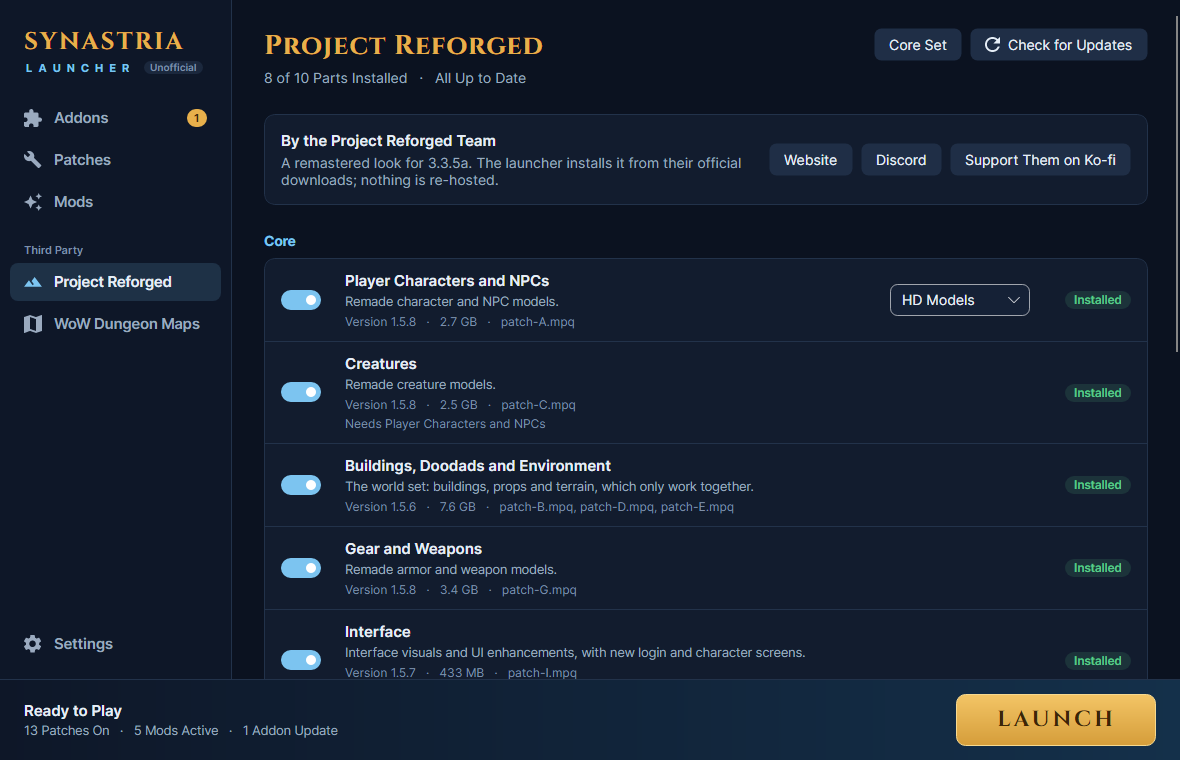 SYNASTRIA
LAUNCHER Unofficial
Addons 1
Patches
Mods
Third Party
Project Reforged
WoW Dungeon Maps
Settings
Project Reforged
8 of 10 Parts Installed · All Up to Date
Core Set
Check for Updates
By the Project Reforged Team
A remastered look for 3.3.5a. The launcher installs it from their official
downloads; nothing is re-hosted.
Website
Discord
Support Them on Ko-fi
Core
Player Characters and NPCs
Remade character and NPC models.
Version 1.5.8 · 2.7 GB · patch-A.mpq
HD Models
Installed
Creatures
Remade creature models.
Version 1.5.8 · 2.5 GB · patch-C.mpq
Needs Player Characters and NPCs
Installed
Buildings, Doodads and Environment
The world set: buildings, props and terrain, which only work together.
Version 1.5.6 · 7.6 GB · patch-B.mpq, patch-D.mpq, patch-E.mpq
Installed
Gear and Weapons
Remade armor and weapon models.
Version 1.5.8 · 3.4 GB · patch-G.mpq
Installed
Interface
Interface visuals and UI enhancements, with new login and character screens.
Version 1.5.7 · 433 MB · patch-I.mpq
Installed
Ready to Play
13 Patches On · 5 Mods Active · 1 Addon Update
LAUNCH